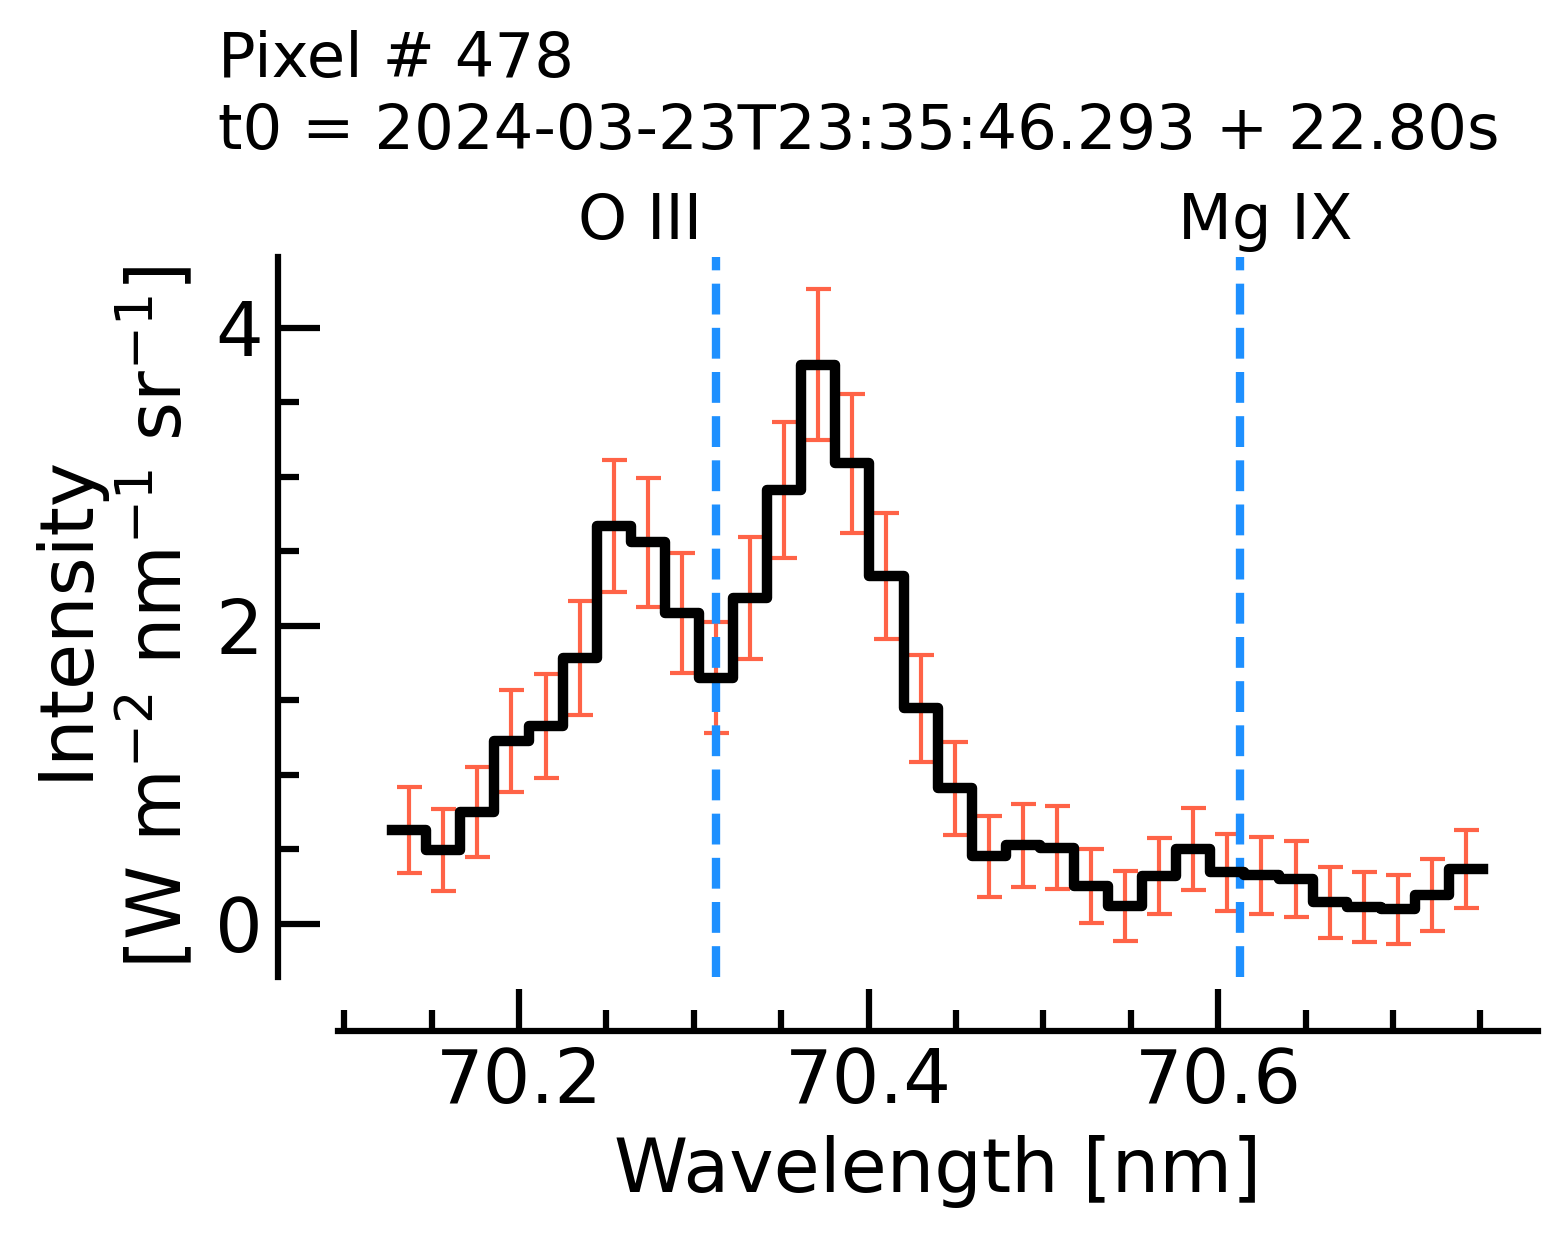 Pixel # 478
t0 = 2024-03-23T23:35:46.293 + 22.80s
O III
Mg IX
Intensity
[W m⁻² nm⁻¹ sr⁻¹]
4
2
0
70.2
70.4
70.6
Wavelength [nm]